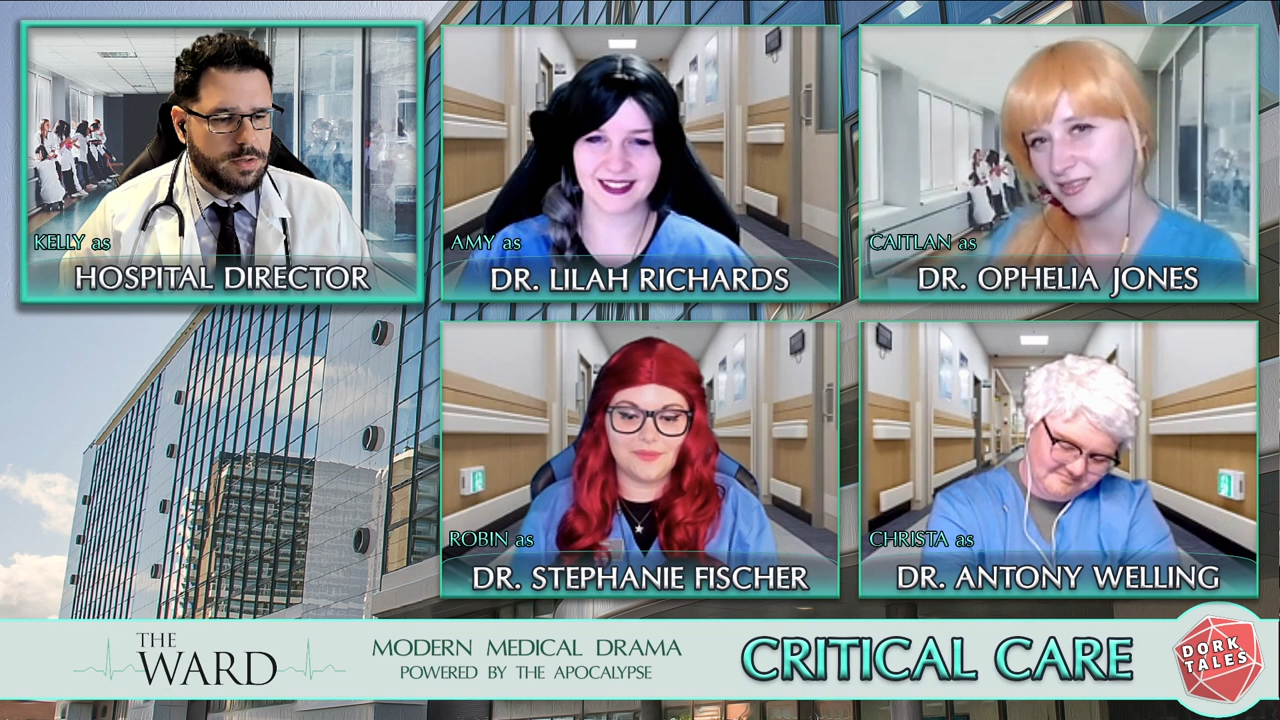 KELLY as
HOSPITAL DIRECTOR
AMY as
DR. LILAH RICHARDS
CAITLAN as
DR. OPHELIA JONES
ROBIN as
DR. STEPHANIE FISCHER
CHRISTA as
DR. ANTONY WELLING
THE
WARD
MODERN MEDICAL DRAMA
POWERED BY THE APOCALYPSE
CRITICAL CARE
DORK
TALES